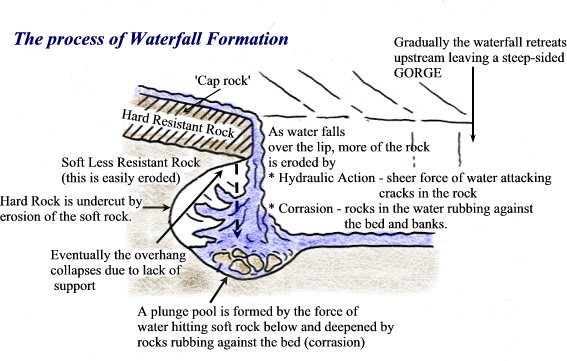 The process of Waterfall Formation
Gradually the waterfall retreats
upstream leaving a steep-sided
GORGE
'Cap rock'
Hard Resistant Rock
As water falls
over the lip, more of the rock
is eroded by
* Hydraulic Action - sheer force of water attacking
cracks in the rock
* Corrasion - rocks in the water rubbing against
the bed and banks.
Soft Less Resistant Rock
(this is easily eroded)
Hard Rock is undercut by
erosion of the soft rock.
Eventually the overhang
collapses due to lack of
support
A plunge pool is formed by the force of
water hitting soft rock below and deepened by
rocks rubbing against the bed (corrasion)